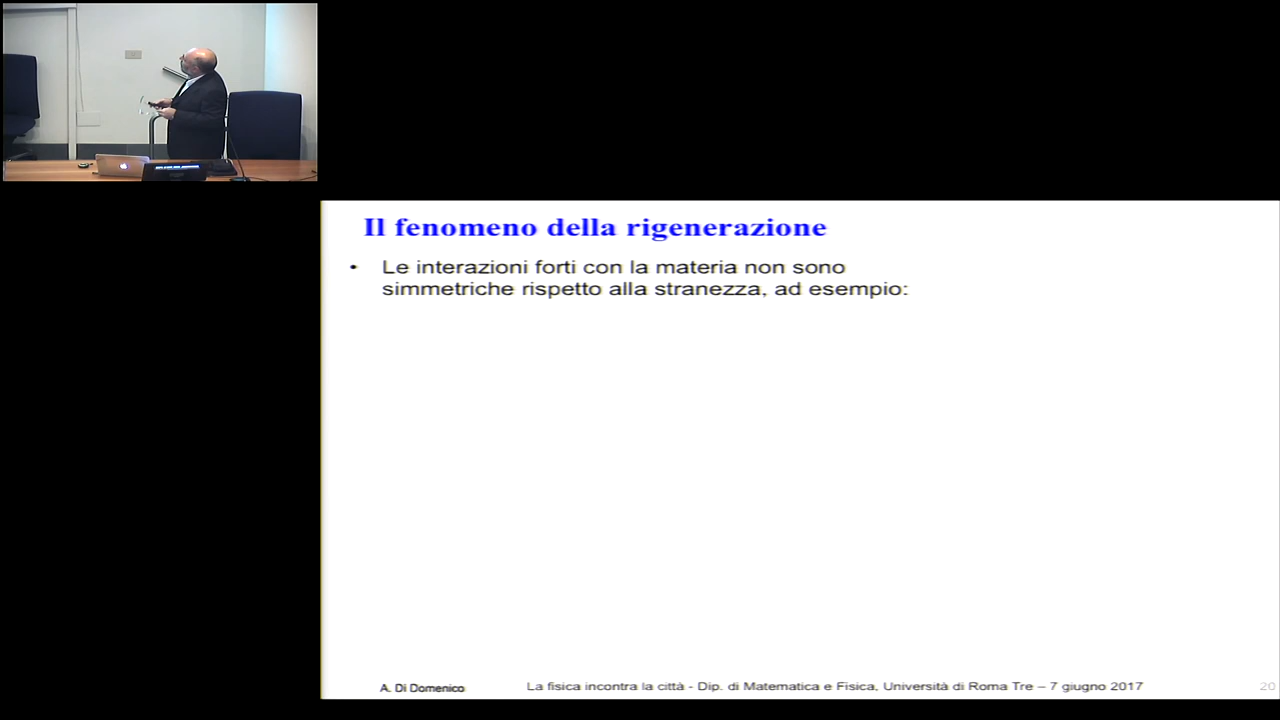 Il fenomeno della rigenerazione
• Le interazioni forti con la materia non sono
simmetriche rispetto alla stranezza, ad esempio:
A. Di Domenico
La fisica incontra la città - Dip. di Matematica e Fisica, Università di Roma Tre – 7 giugno 2017
20